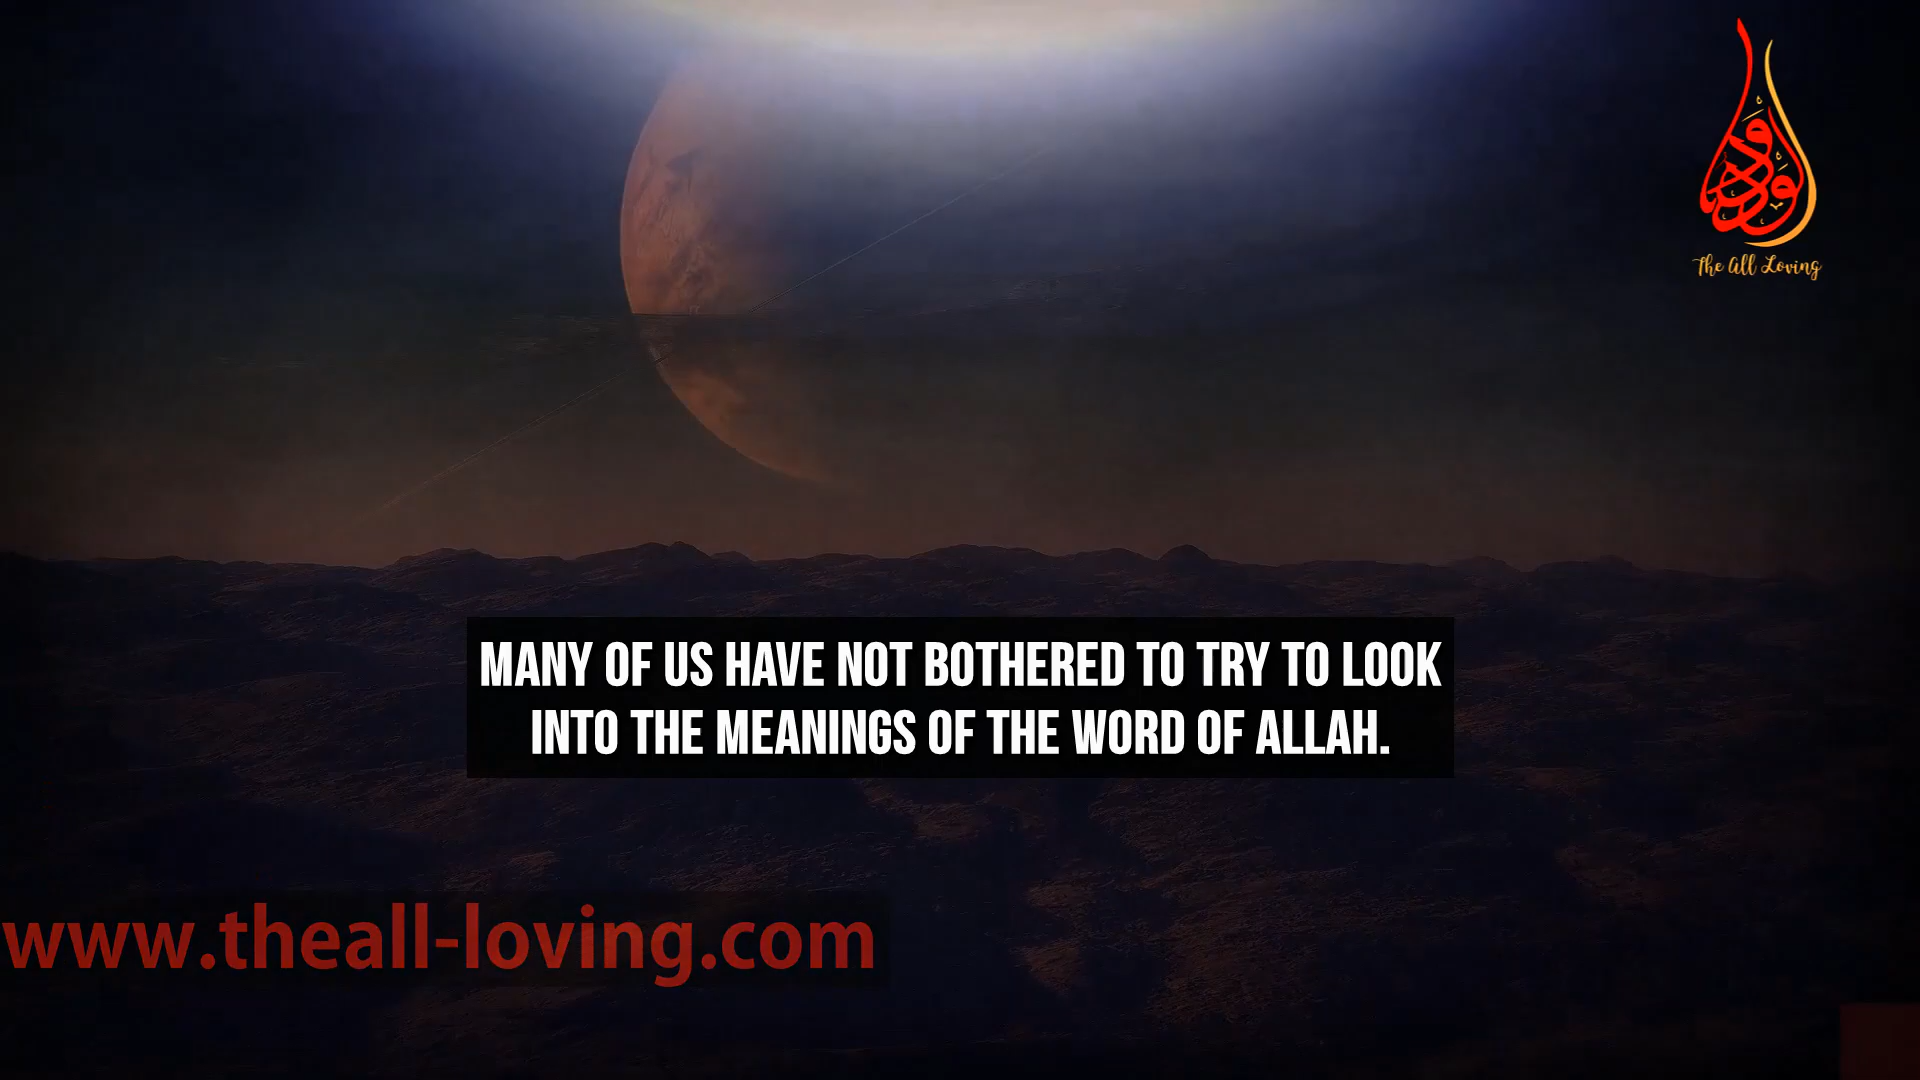 الودود
The All Loving
MANY OF US HAVE NOT BOTHERED TO TRY TO LOOK
INTO THE MEANINGS OF THE WORD OF ALLAH.
www.theall-loving.com